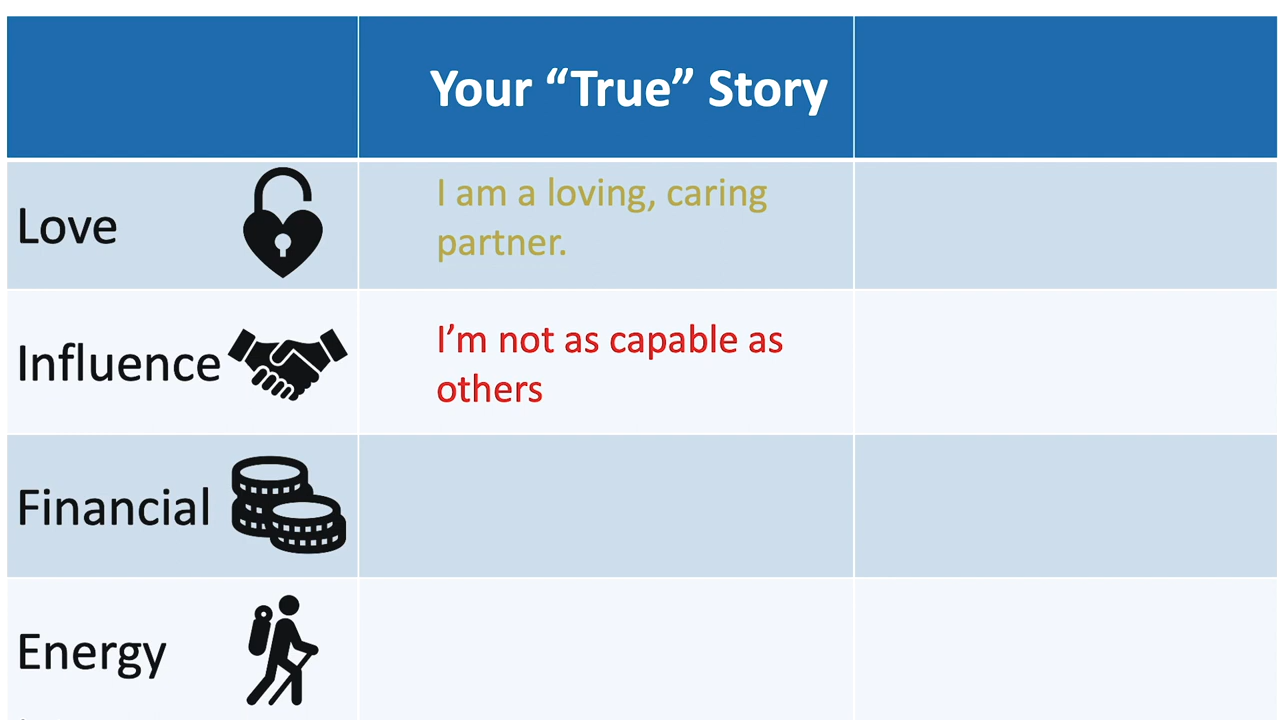 Your “True” Story
Love
I am a loving, caring
partner.
Influence
I’m not as capable as
others
Financial
Energy